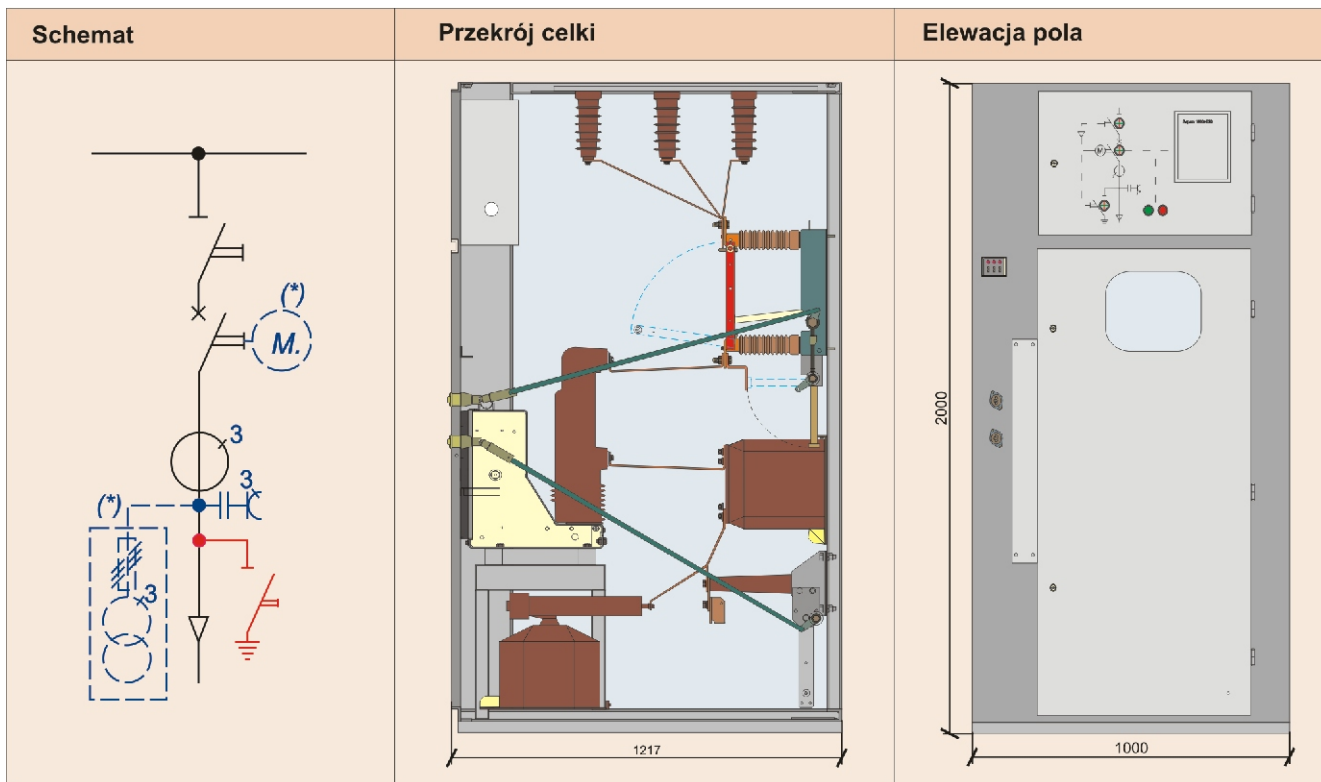 Schemat
Przekrój celki
Elewacja pola
(*)
M.
3
3
(*)
3
1217
M
2000
1000